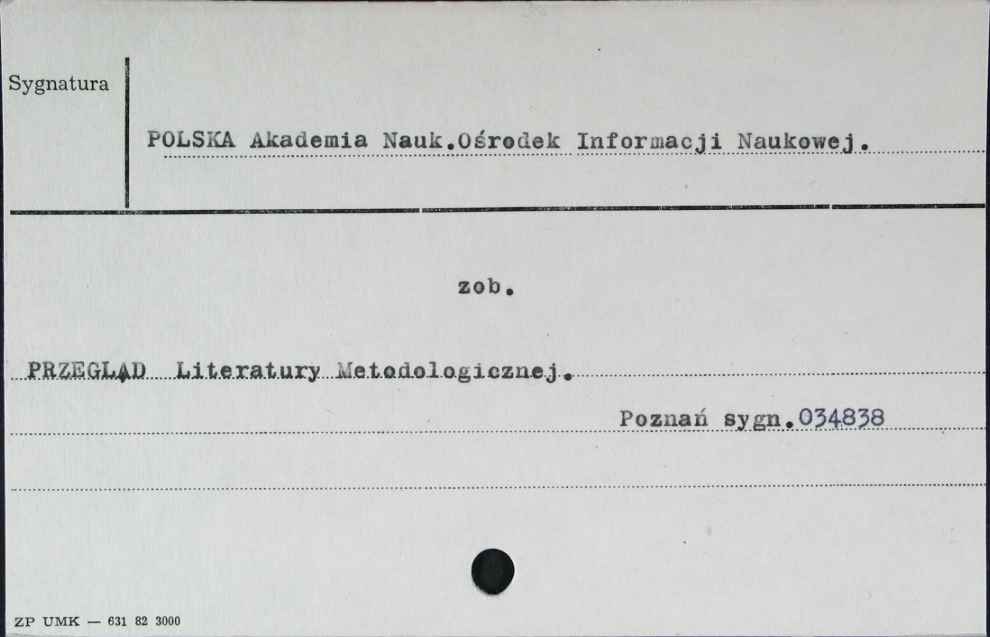 Sygnatura
POLSKA Akademia Nauk.Ośrodek Informacji Naukowej.
zob.
PRZEGLĄD Literatury Metodologicznej.
Poznań sygn.034838
ZP UMK — 631 82 3000